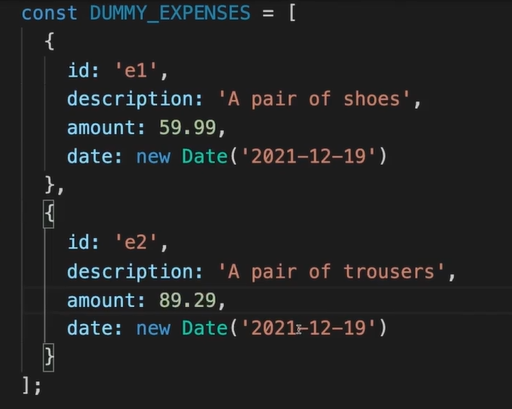 const DUMMY_EXPENSES = [
  {
    id: 'e1',
    description: 'A pair of shoes',
    amount: 59.99,
    date: new Date('2021-12-19')
  },
  {
    id: 'e2',
    description: 'A pair of trousers',
    amount: 89.29,
    date: new Date('2021-12-19')
  }
];